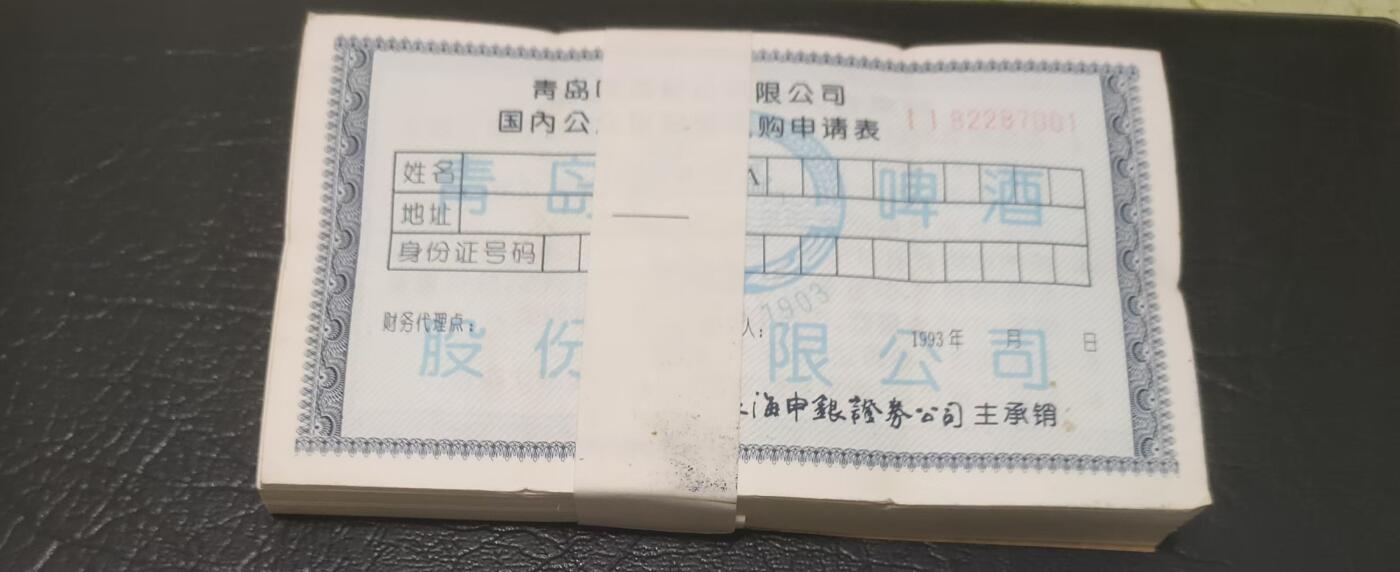 青岛 限公司
国内公 购申请表 11 82287001
姓名 A
地址
身份证号码
青岛 啤酒
1903
财务代理点： 人： 1993年 月 日
股份 限公司
海申銀證券公司 主承销